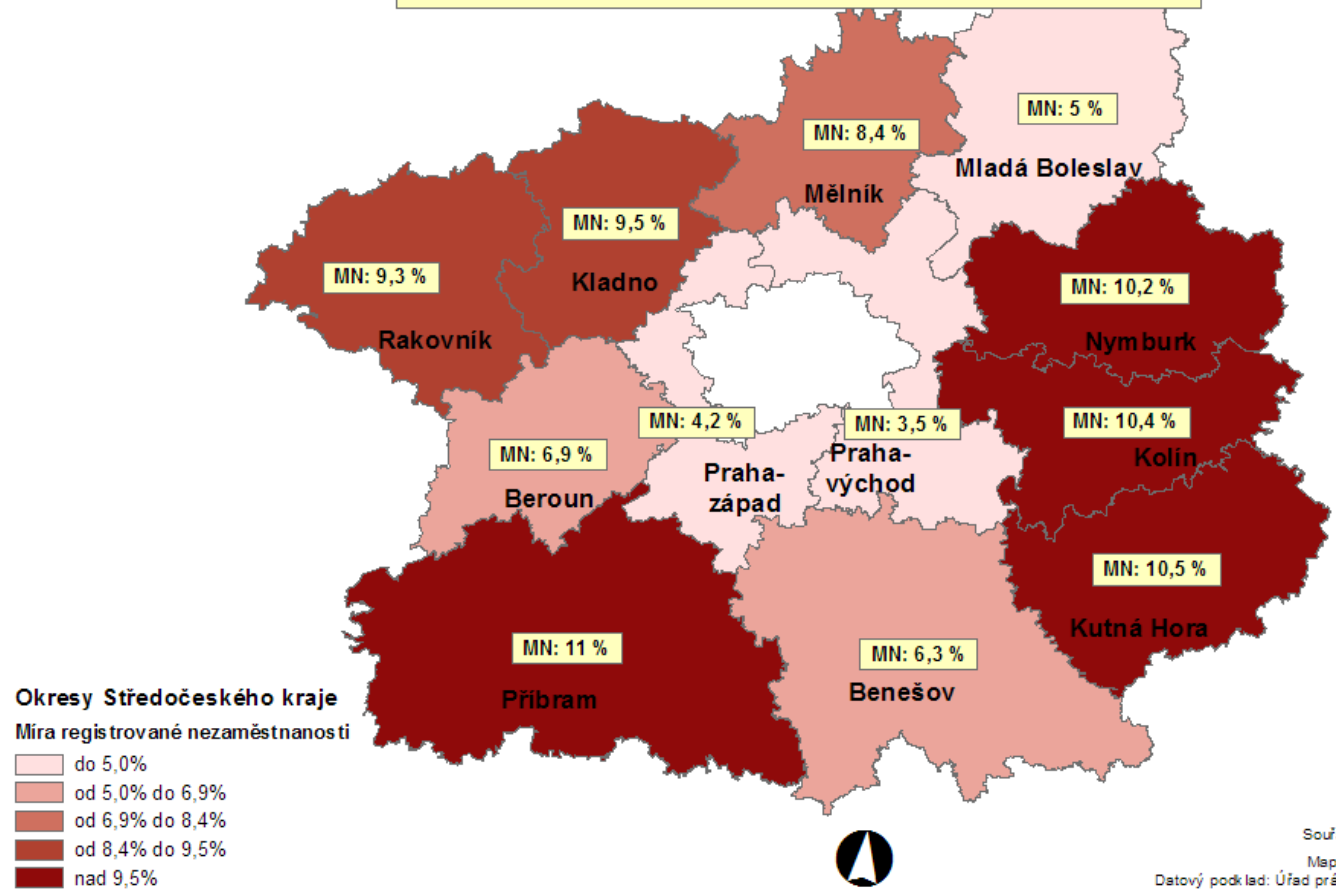 MN: 5 %
Mladá Boleslav
MN: 8,4 %
Mělník
MN: 9,5 %
Kladno
MN: 9,3 %
Rakovník
MN: 10,2 %
Nymburk
MN: 10,4 %
Kolín
MN: 4,2 %
Praha-
západ
MN: 3,5 %
Praha-
východ
MN: 6,9 %
Beroun
MN: 10,5 %
Kutná Hora
MN: 11 %
Příbram
MN: 6,3 %
Benešov
Okresy Středočeského kraje
Míra registrované nezaměstnanosti
do 5,0%
od 5,0% do 6,9%
od 6,9% do 8,4%
od 8,4% do 9,5%
nad 9,5%
Souř
Map
Datový podklad: Úřad prá